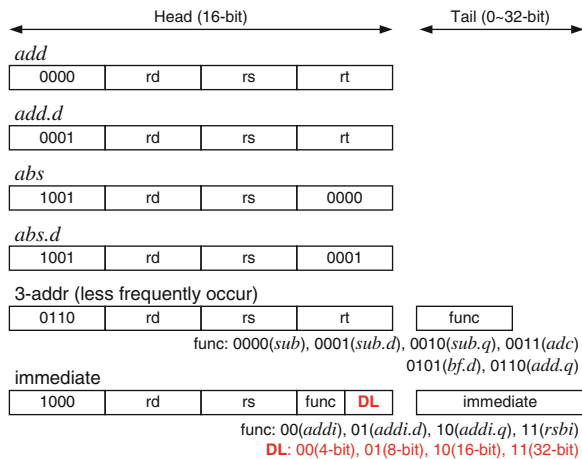 Head (16-bit) Tail (0~32-bit)
add
0000 rd rs rt
add.d
0001 rd rs rt
abs
1001 rd rs 0000
abs.d
1001 rd rs 0001
3-addr (less frequently occur)
0110 rd rs rt func
func: 0000(sub), 0001(sub.d), 0010(sub.q), 0011(adc)
0101(bf.d), 0110(add.q)
immediate
1000 rd rs func DL immediate
func: 00(addi), 01(addi.d), 10(addi.q), 11(rsbi)
DL: 00(4-bit), 01(8-bit), 10(16-bit), 11(32-bit)